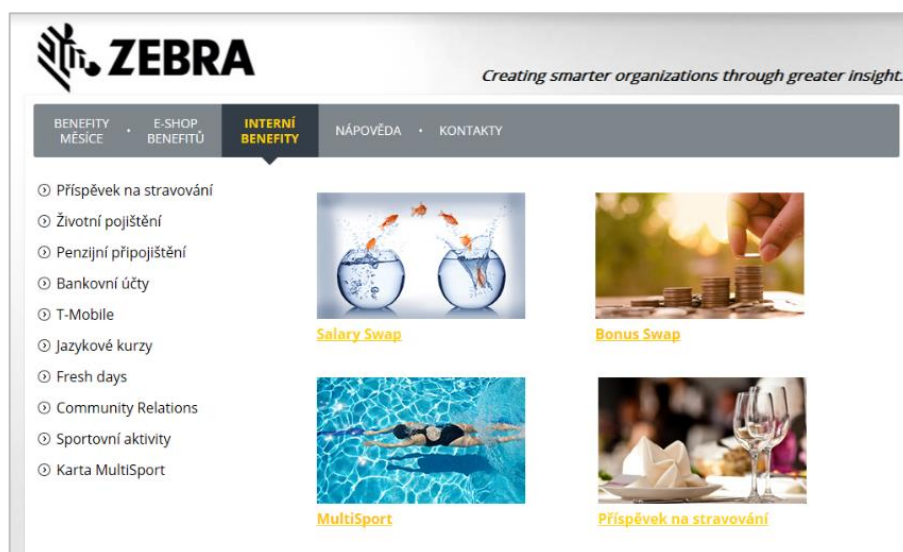 ZEBRA
Creating smarter organizations through greater insight.
BENEFITY
MĚSÍCE
E-SHOP
BENEFITŮ
INTERNÍ
BENEFITY
NÁPOVĚDA
KONTAKTY
Příspěvek na stravování
Životní pojištění
Penzijní připojištění
Bankovní účty
T-Mobile
Jazykové kurzy
Fresh days
Community Relations
Sportovní aktivity
Karta MultiSport
Salary Swap
Bonus Swap
MultiSport
Příspěvek na stravování